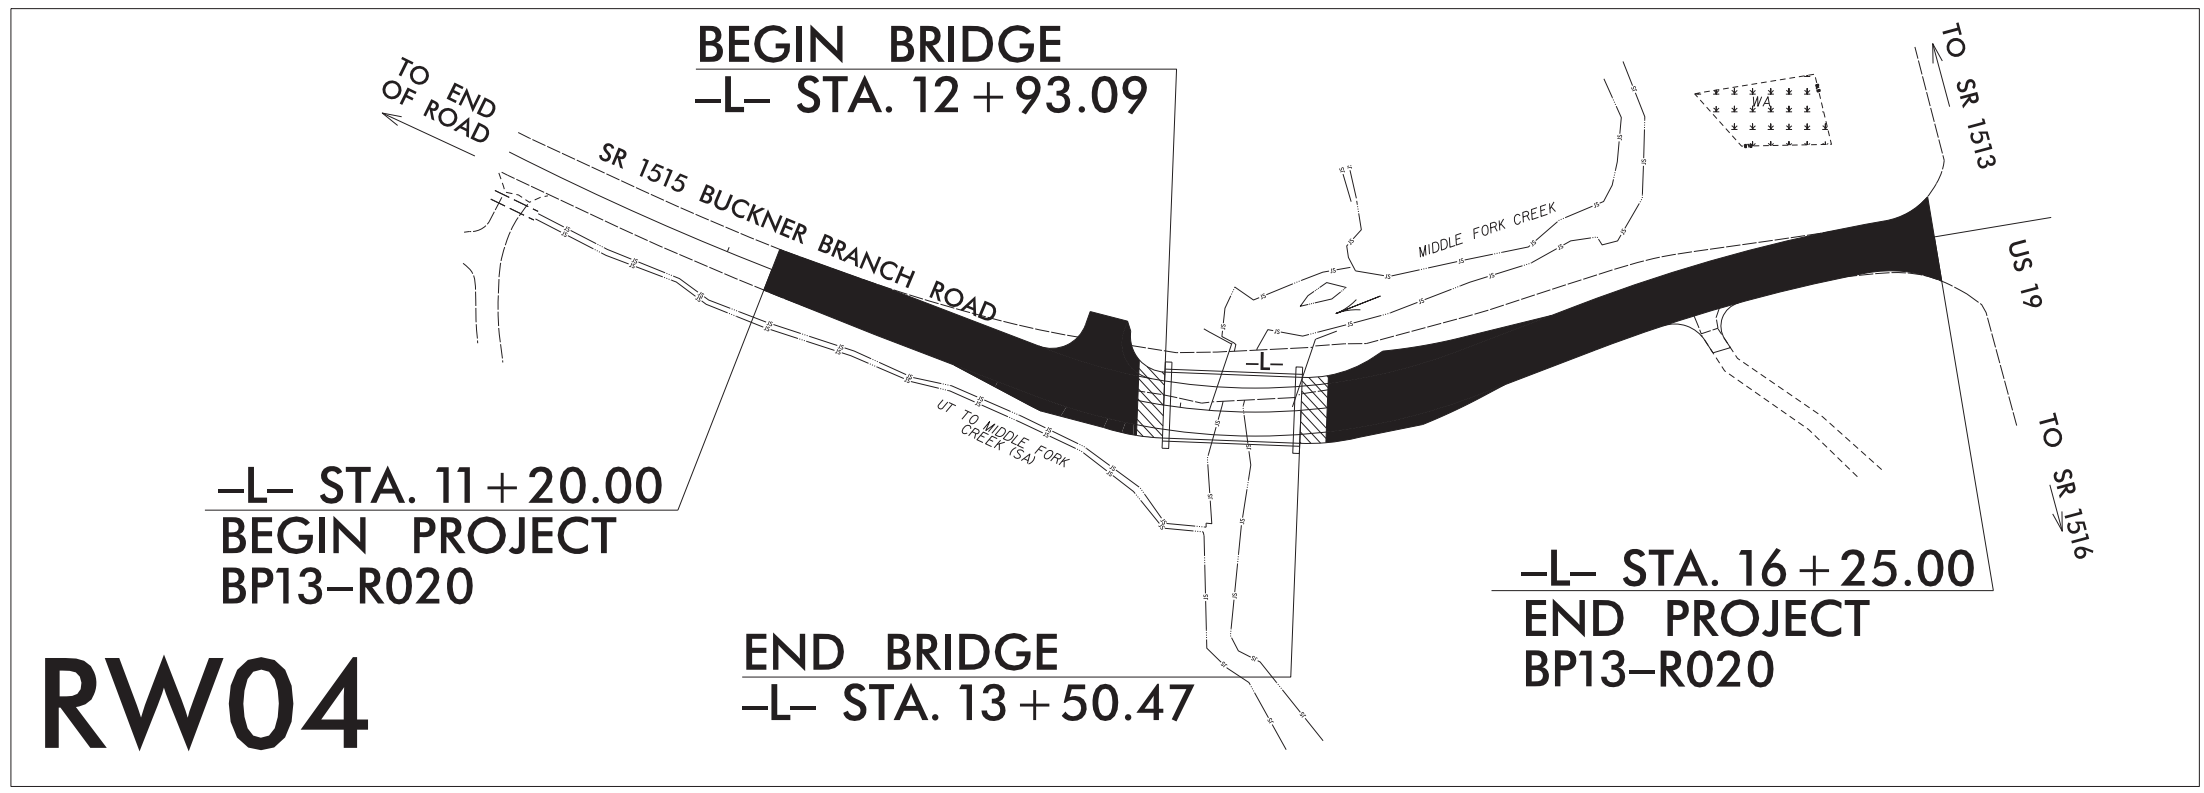 BEGIN BRIDGE
–L– STA. 12+93.09
TO END
OF ROAD
SR 1515 BUCKNER BRANCH ROAD
TO SR 1513
WA
MIDDLE FORK CREEK
US 19
–L–
UT TO MIDDLE FORK
CREEK (SA)
TO SR 1516
–L– STA. 11+20.00
BEGIN PROJECT
BP13–R020
–L– STA. 16+25.00
END PROJECT
BP13–R020
END BRIDGE
–L– STA. 13+50.47
RW04